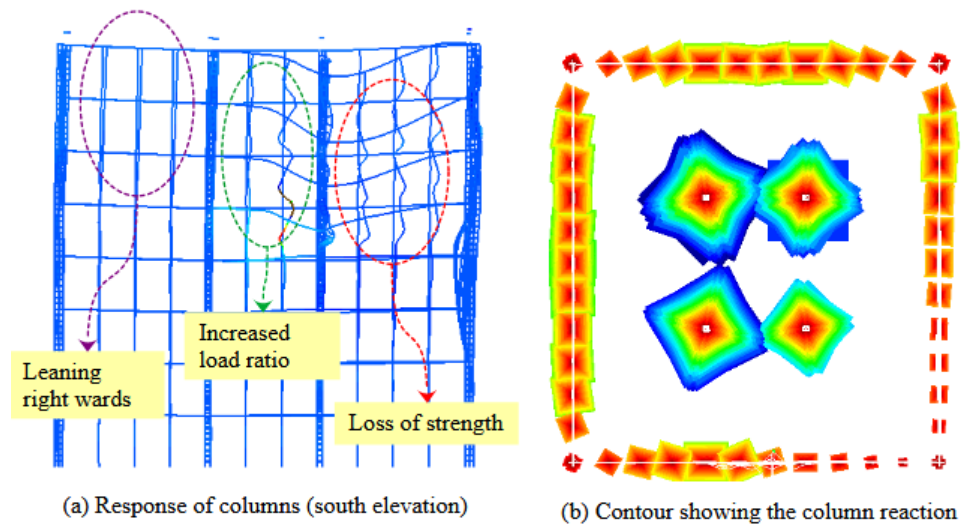 Leaning
right wards
Increased
load ratio
Loss of strength
(a) Response of columns (south elevation)
(b) Contour showing the column reaction